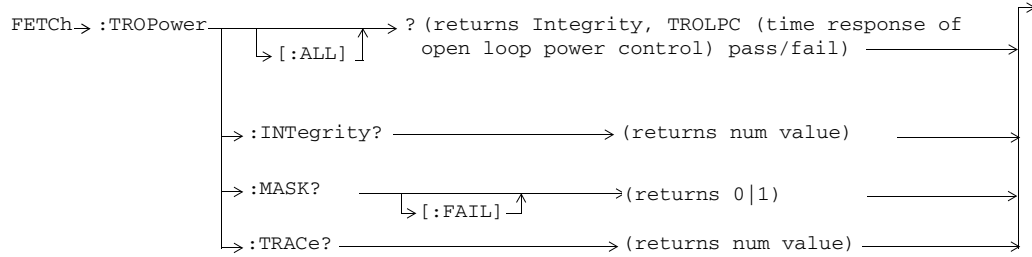 FETCh :TROPower ? (returns Integrity, TROLPC (time response of
[:ALL] open loop power control) pass/fail)
:INTegrity? (returns num value)
:MASK? (returns 0|1)
[:FAIL]
:TRACe? (returns num value)